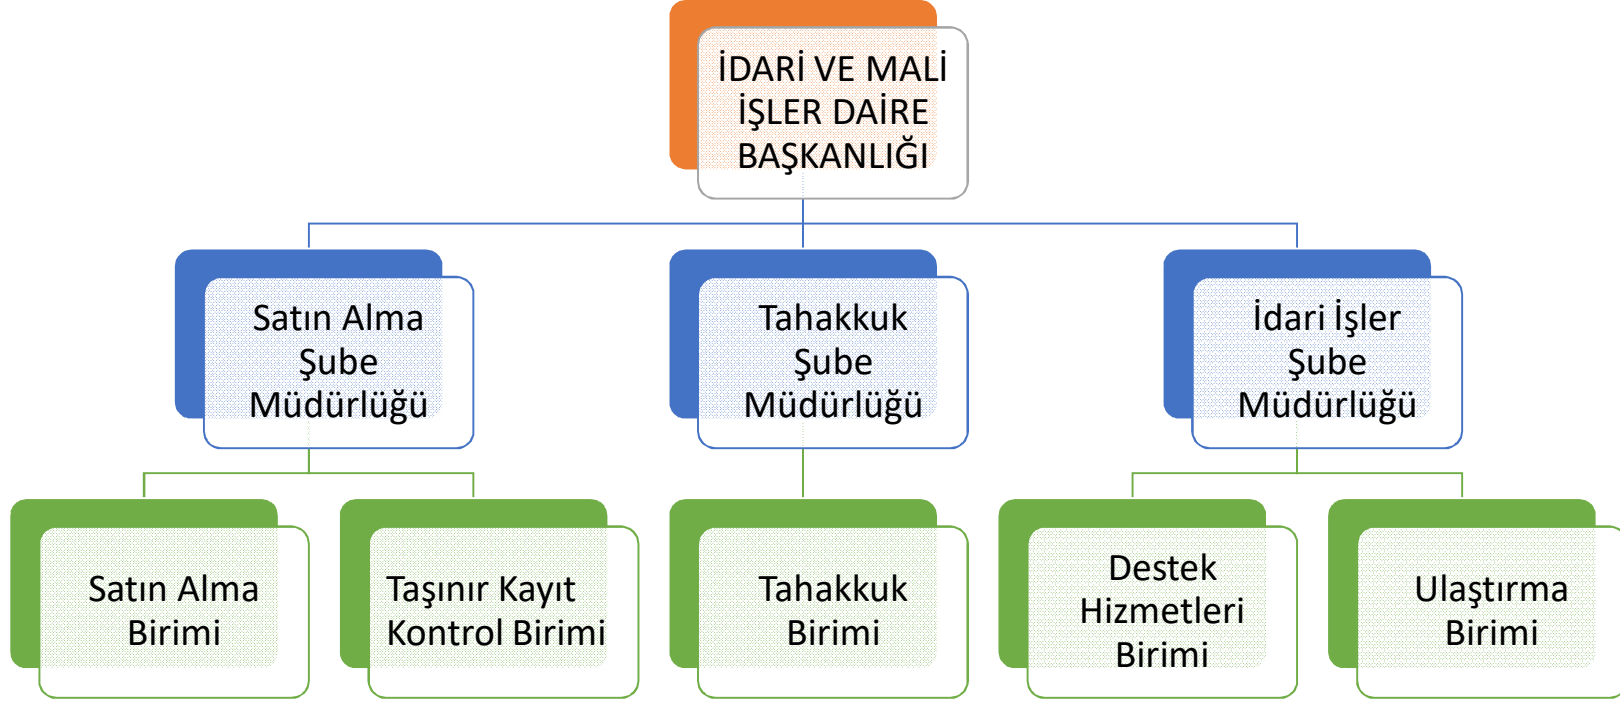 İDARİ VE MALİ
İŞLER DAİRE
BAŞKANLIĞI
Satın Alma
Şube
Müdürlüğü
Tahakkuk
Şube
Müdürlüğü
İdari İşler
Şube
Müdürlüğü
Satın Alma
Birimi
Taşınır Kayıt
Kontrol Birimi
Tahakkuk
Birimi
Destek
Hizmetleri
Birimi
Ulaştırma
Birimi